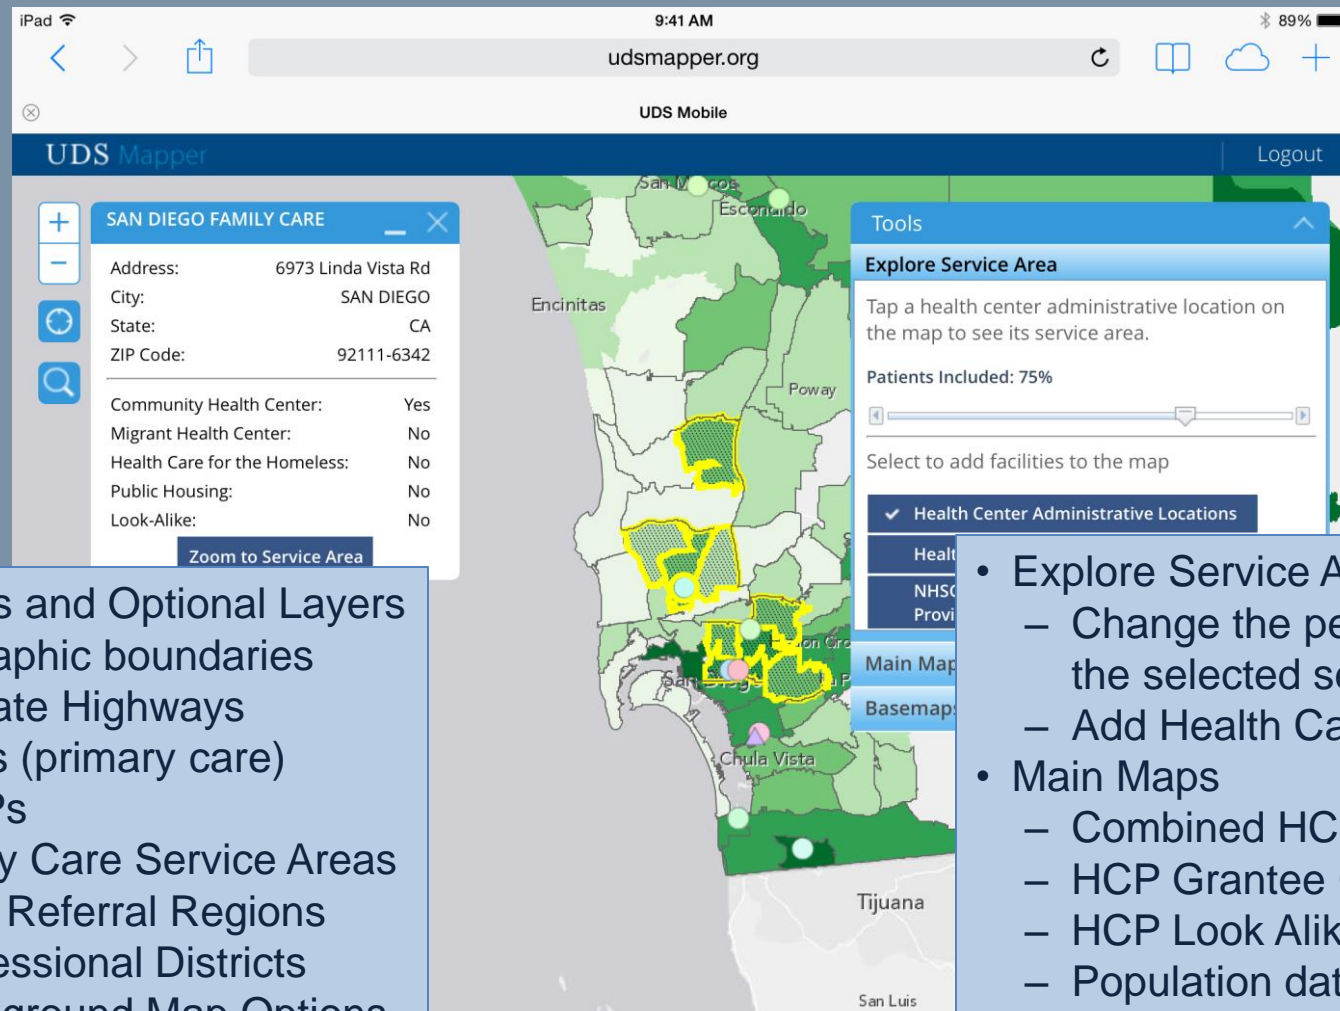 iPad 9:41 AM 89%
udsmapper.org
UDS Mobile
UDS Mapper Logout
SAN DIEGO FAMILY CARE
Address: 6973 Linda Vista Rd
City: SAN DIEGO
State: CA
ZIP Code: 92111-6342
Community Health Center: Yes
Migrant Health Center: No
Health Care for the Homeless: No
Public Housing: No
Look-Alike: No
Zoom to Service Area
Escondido
Encinitas
Poway
San Diego
Chula Vista
Tijuana
San Luis
Tools
Explore Service Area
Tap a health center administrative location on
the map to see its service area.
Patients Included: 75%
Select to add facilities to the map
✓ Health Center Administrative Locations
Main Map
Basemaps
s and Optional Layers
aphic boundaries
ate Highways
s (primary care)
Ps
y Care Service Areas
Referral Regions
essional Districts
ground Map Options
• Explore Service A
– Change the pe
the selected se
– Add Health Ca
• Main Maps
– Combined HC
– HCP Grantee
– HCP Look Alik
– Population dat